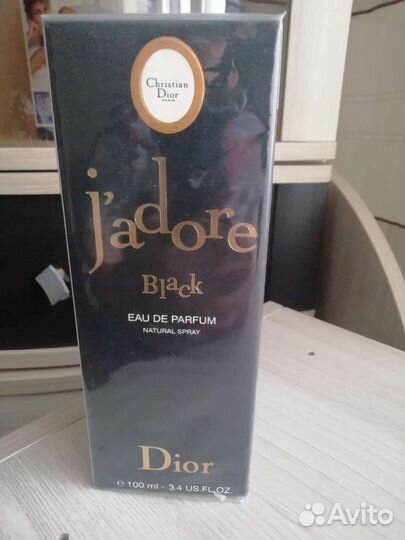 Christian
Dior
PARIS
j'adore
Black
EAU DE PARFUM
NATURAL SPRAY
Dior
℮ 100 ml - 3.4 US FL.OZ.
Avito